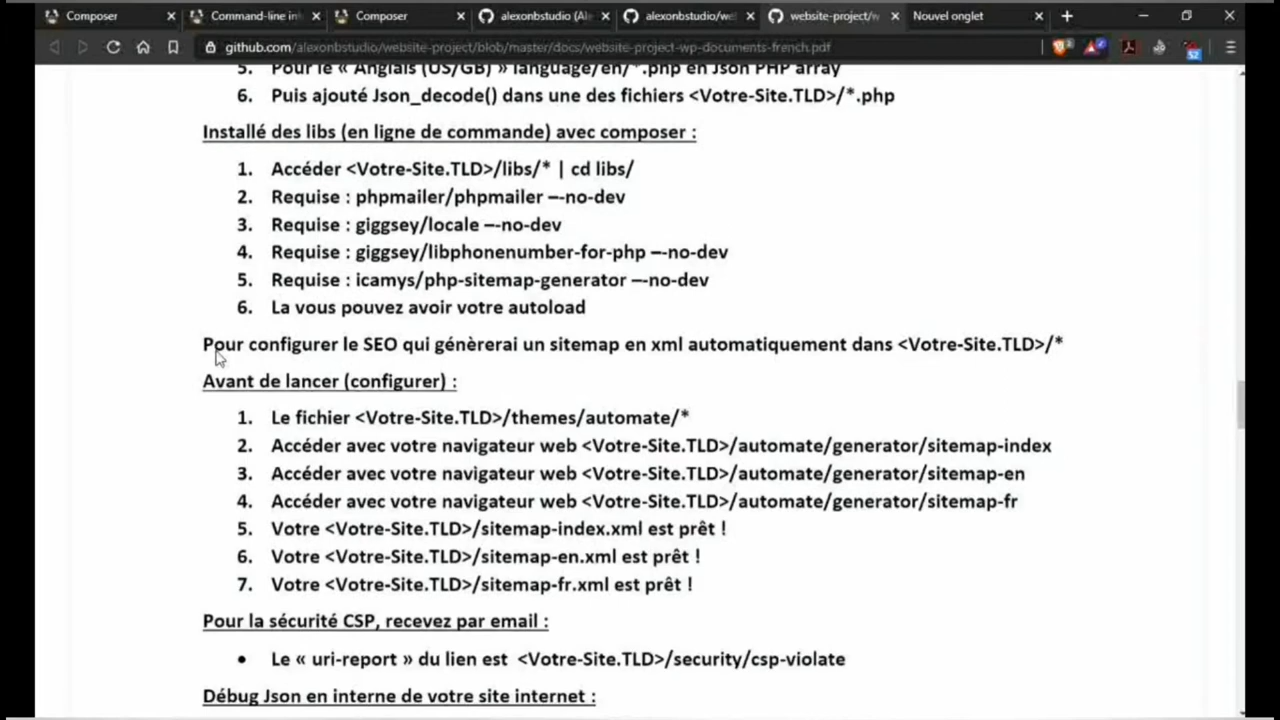 Composer
Command-line in
Composer
alexonbstudio (Al
alexonbstudio/we
website-project/w
Nouvel onglet
github.com/alexonbstudio/website-project/blob/master/docs/website-project-wp-documents-french.pdf
52
5. Pour le « Anglais (US/GB) » language/en/*.php en Json PHP array
6. Puis ajouté Json_decode() dans une des fichiers <Votre-Site.TLD>/*.php
Installé des libs (en ligne de commande) avec composer :
1. Accéder <Votre-Site.TLD>/libs/* | cd libs/
2. Requise : phpmailer/phpmailer –-no-dev
3. Requise : giggsey/locale –-no-dev
4. Requise : giggsey/libphonenumber-for-php –-no-dev
5. Requise : icamys/php-sitemap-generator –-no-dev
6. La vous pouvez avoir votre autoload
Pour configurer le SEO qui génèrerai un sitemap en xml automatiquement dans <Votre-Site.TLD>/*
Avant de lancer (configurer) :
1. Le fichier <Votre-Site.TLD>/themes/automate/*
2. Accéder avec votre navigateur web <Votre-Site.TLD>/automate/generator/sitemap-index
3. Accéder avec votre navigateur web <Votre-Site.TLD>/automate/generator/sitemap-en
4. Accéder avec votre navigateur web <Votre-Site.TLD>/automate/generator/sitemap-fr
5. Votre <Votre-Site.TLD>/sitemap-index.xml est prêt !
6. Votre <Votre-Site.TLD>/sitemap-en.xml est prêt !
7. Votre <Votre-Site.TLD>/sitemap-fr.xml est prêt !
Pour la sécurité CSP, recevez par email :
• Le « uri-report » du lien est <Votre-Site.TLD>/security/csp-violate
Débug Json en interne de votre site internet :